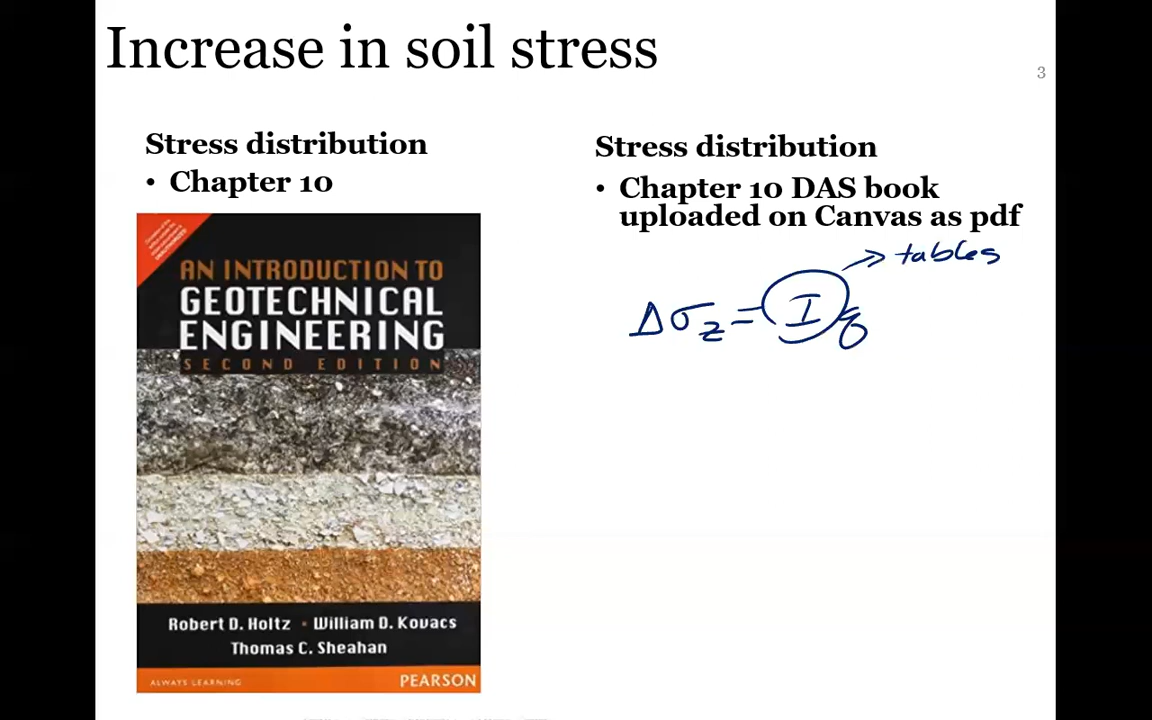 Increase in soil stress
3
Stress distribution
• Chapter 10
AN INTRODUCTION TO
GEOTECHNICAL
ENGINEERING
SECOND EDITION
Robert D. Holtz • William D. Kovacs
Thomas C. Sheahan
ALWAYS LEARNING
PEARSON
Stress distribution
• Chapter 10 DAS book
uploaded on Canvas as pdf
→ tables
Δσz = I q